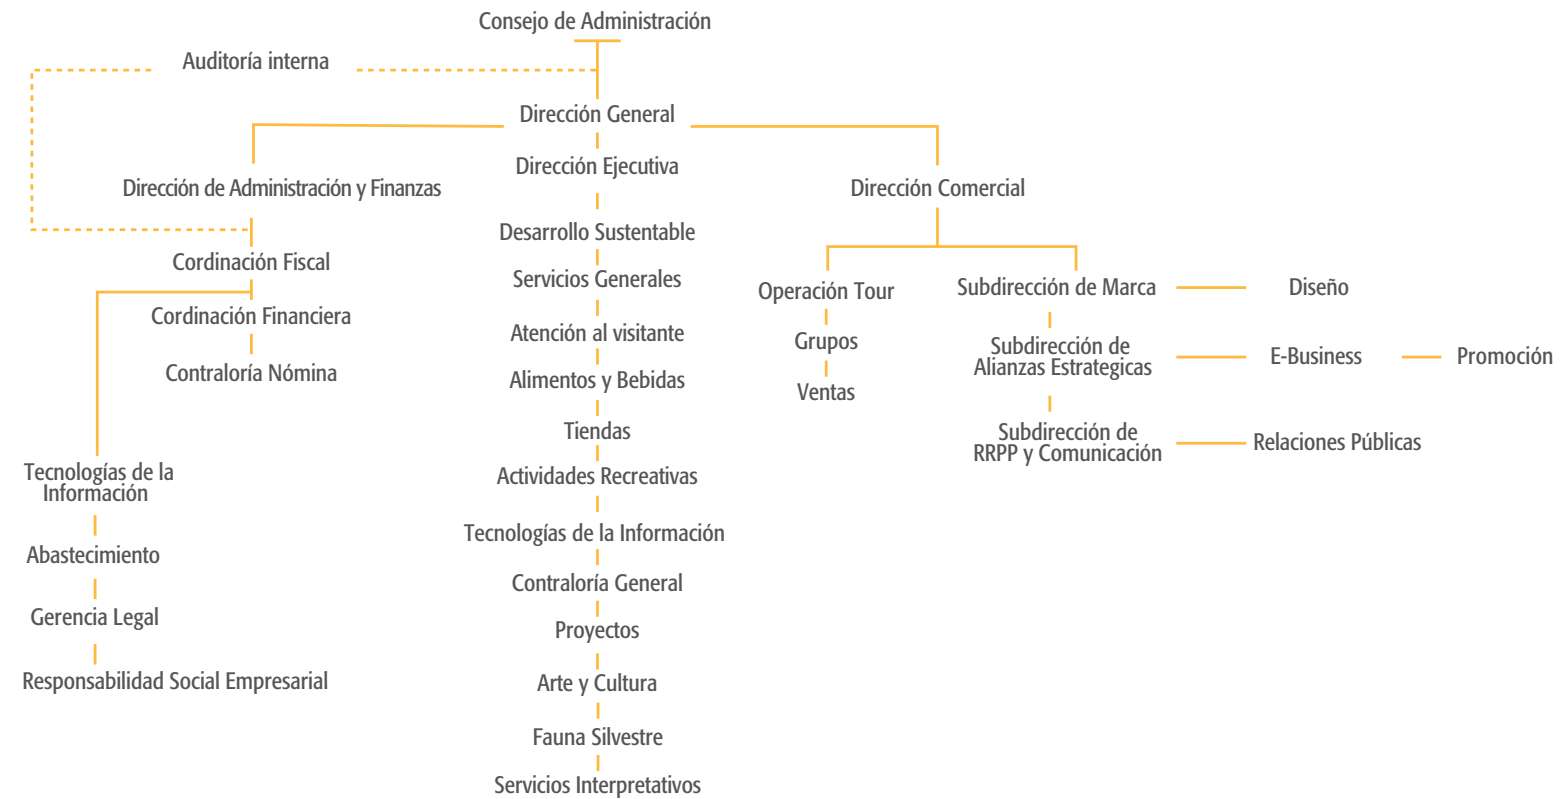 Consejo de Administración
Auditoría interna
Dirección General
Dirección de Administración y Finanzas
Cordinación Fiscal
Cordinación Financiera
Contraloría Nómina
Tecnologías de la
Información
Abastecimiento
Gerencia Legal
Responsabilidad Social Empresarial
Dirección Ejecutiva
Desarrollo Sustentable
Servicios Generales
Atención al visitante
Alimentos y Bebidas
Tiendas
Actividades Recreativas
Tecnologías de la Información
Contraloría General
Proyectos
Arte y Cultura
Fauna Silvestre
Servicios Interpretativos
Dirección Comercial
Operación Tour
Grupos
Ventas
Subdirección de Marca
Diseño
Subdirección de
Alianzas Estrategicas
E-Business
Promoción
Subdirección de
RRPP y Comunicación
Relaciones Públicas